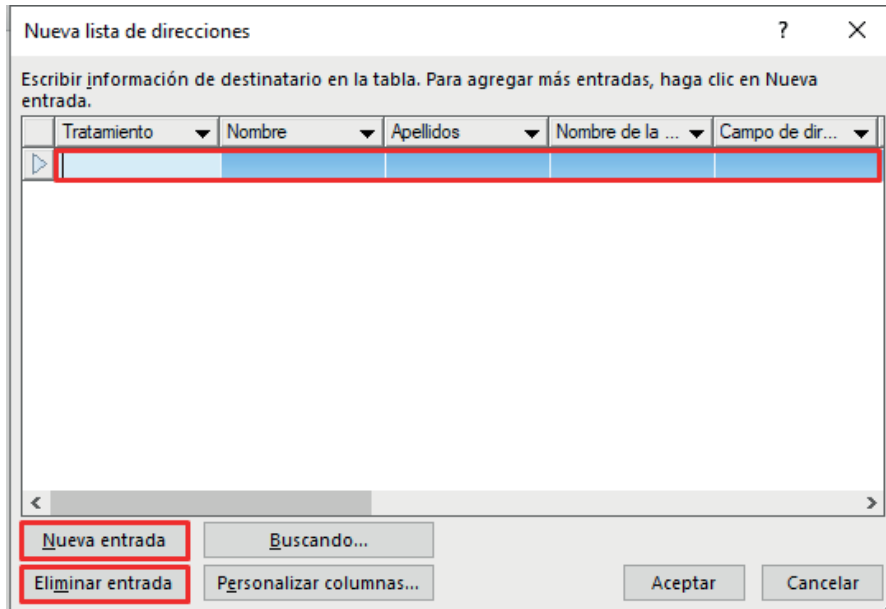 Nueva lista de direcciones ?
Escribir información de destinatario en la tabla. Para agregar más entradas, haga clic en Nueva
entrada.
Tratamiento Nombre Apellidos Nombre de la ... Campo de dir...
Nueva entrada Buscando...
Eliminar entrada Personalizar columnas... Aceptar Cancelar